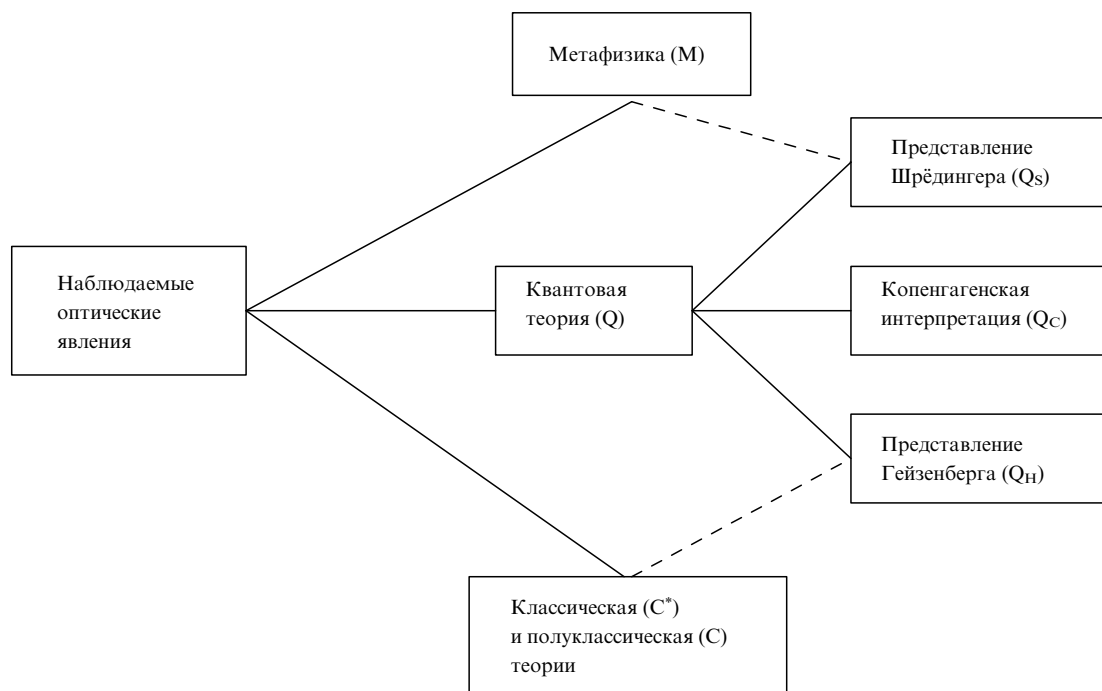 Метафизика (M)
Представление
Шрёдингера (QS)
Наблюдаемые
оптические
явления
Квантовая
теория (Q)
Копенгагенская
интерпретация (QC)
Представление
Гейзенберга (QH)
Классическая (C*)
и полуклассическая (C)
теории